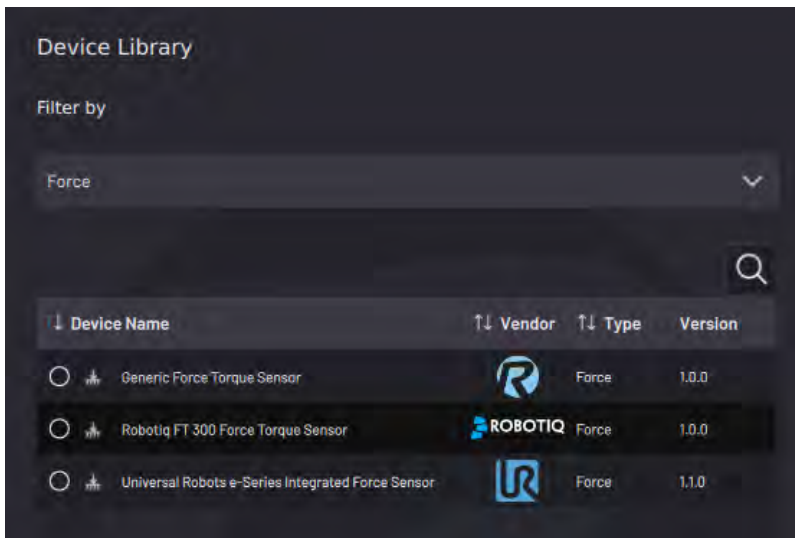 Device Library
Filter by
Force
Device Name Vendor Type Version
Generic Force Torque Sensor R Force 1.0.0
Robotiq FT 300 Force Torque Sensor ROBOTIQ Force 1.0.0
Universal Robots e-Series Integrated Force Sensor UR Force 1.1.0